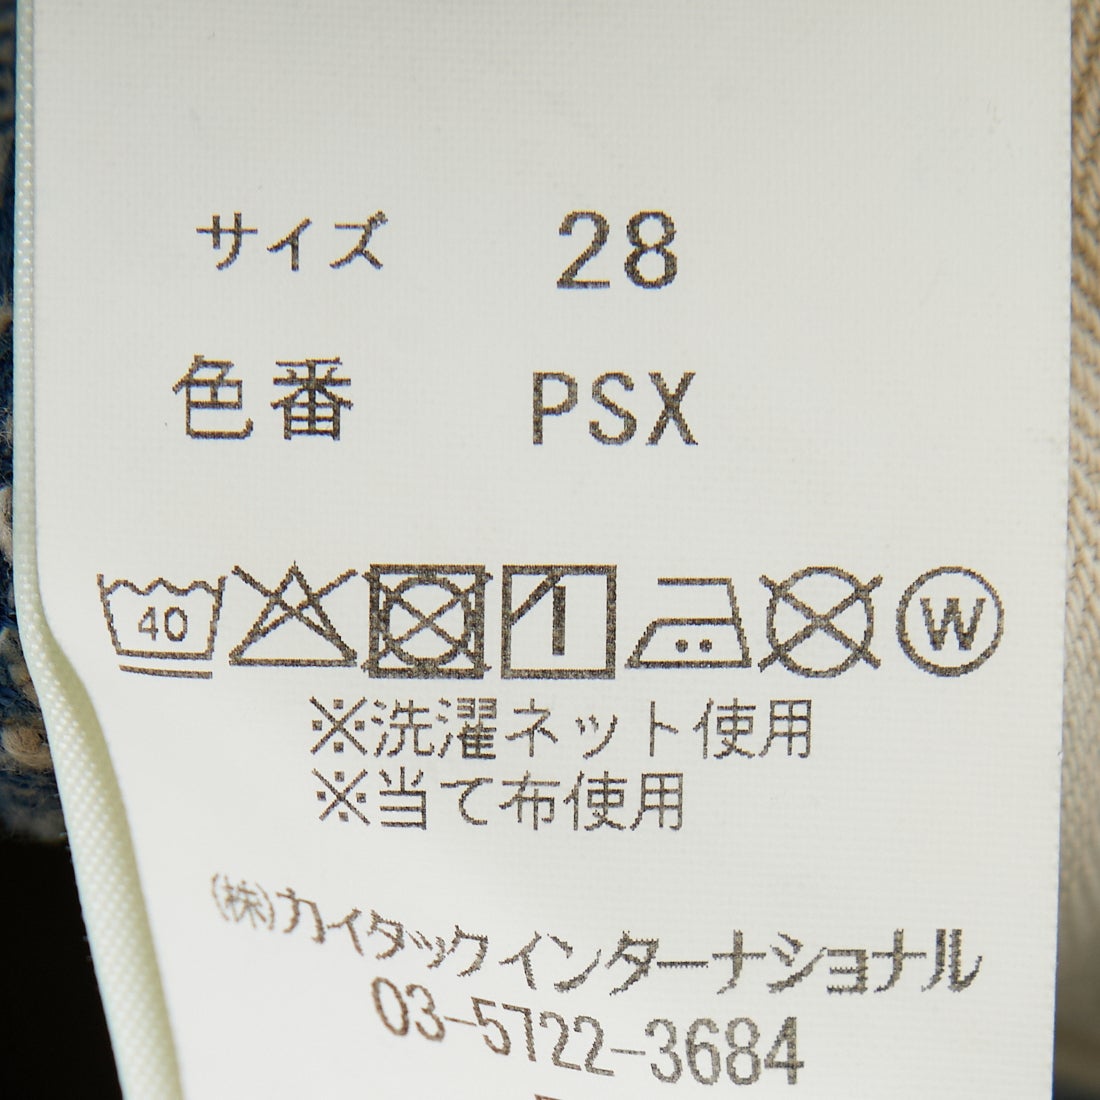 サイズ 28
色番 PSX
40 W
※洗濯ネット使用
※当て布使用
(株)カイタックインターナショナル
03-5722-3684